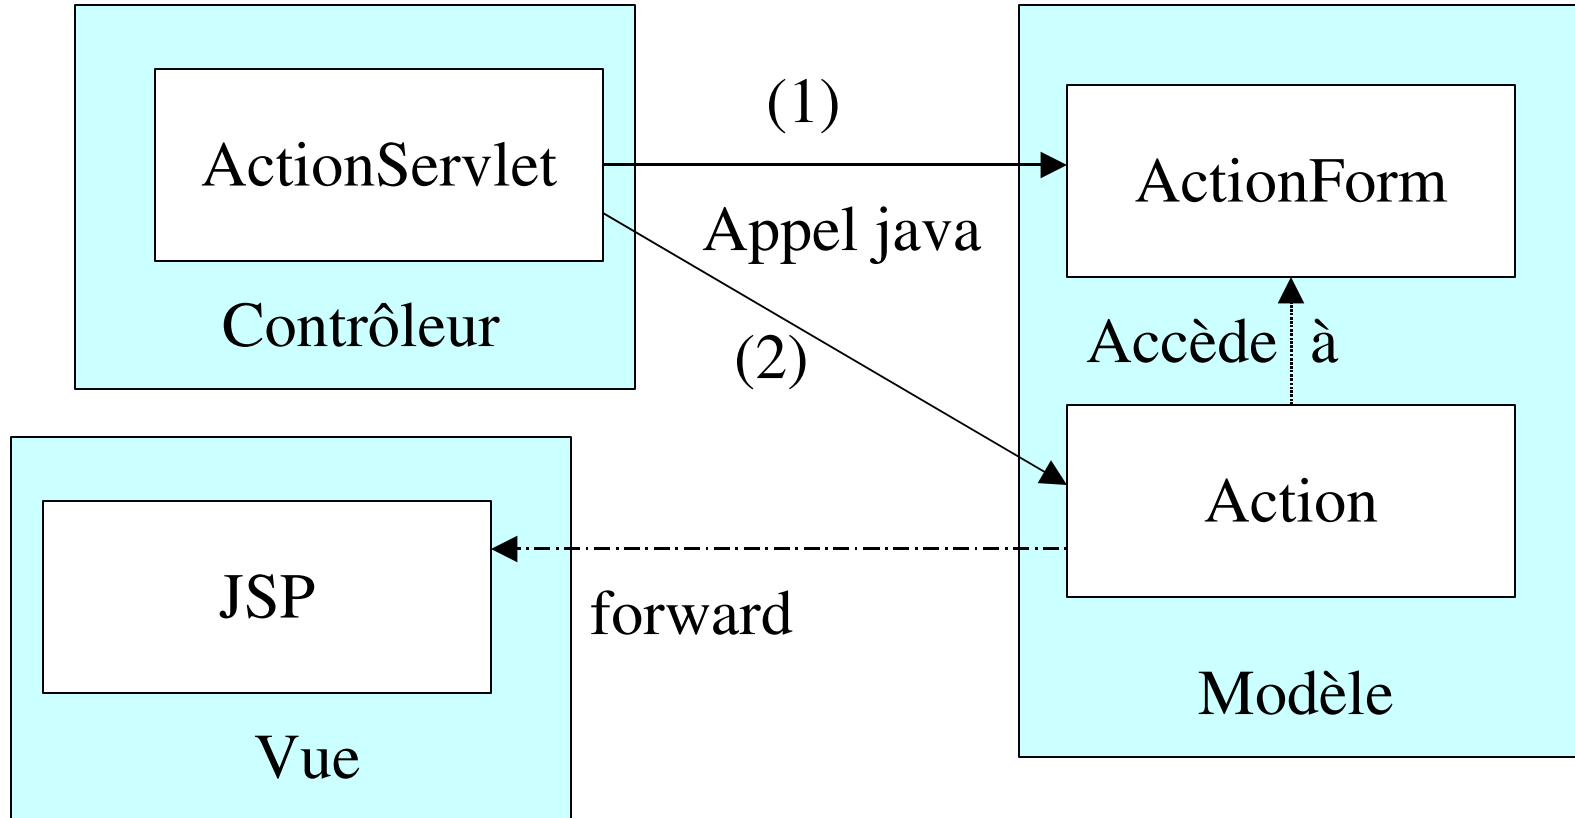 (1)
ActionServlet
ActionForm
Appel java
Contrôleur
(2)
Accède à
Action
JSP
forward
Modèle
Vue